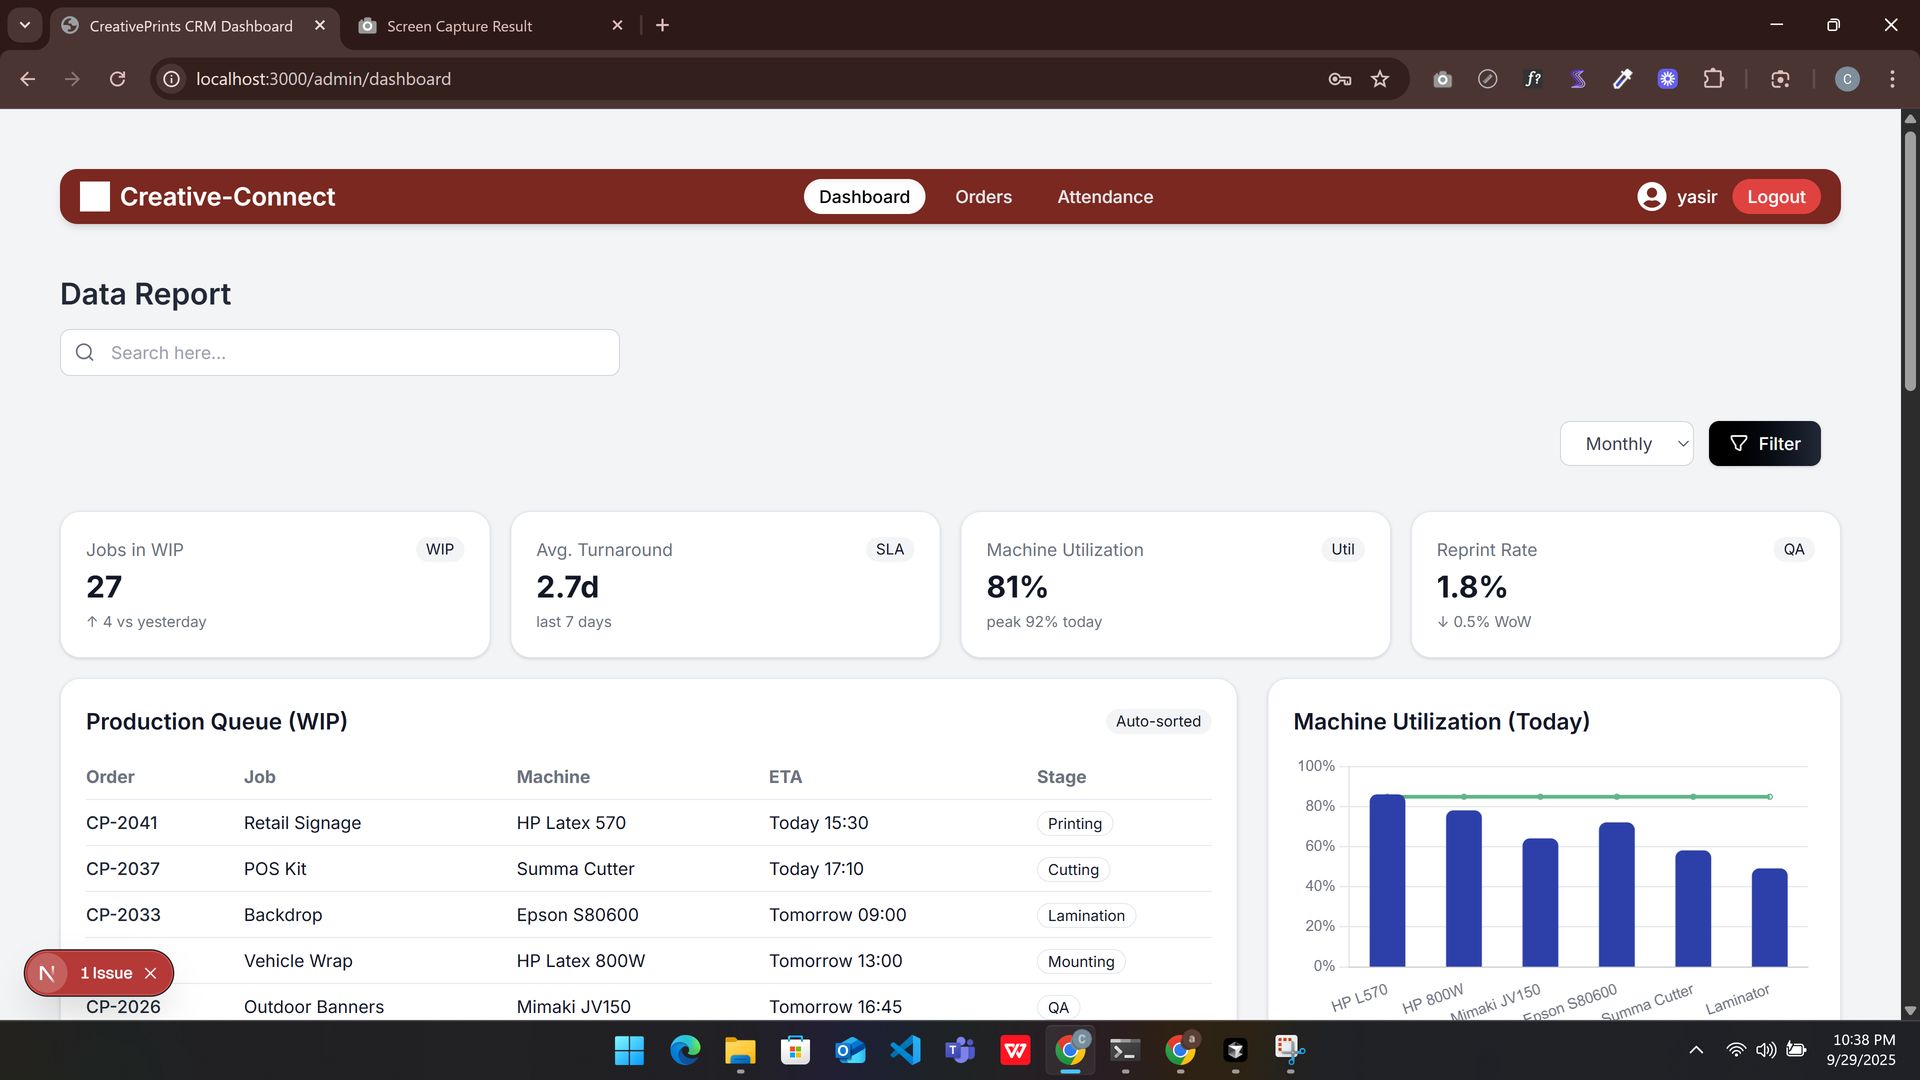 CreativePrints CRM Dashboard
Screen Capture Result
localhost:3000/admin/dashboard
f?
C
Creative-Connect
Dashboard
Orders
Attendance
yasir
Logout
Data Report
Search here...
Monthly
Filter
Jobs in WIP
WIP
27
↑ 4 vs yesterday
Avg. Turnaround
SLA
2.7d
last 7 days
Machine Utilization
Util
81%
peak 92% today
Reprint Rate
QA
1.8%
↓ 0.5% WoW
Production Queue (WIP)
Auto-sorted
Order Job Machine ETA Stage
CP-2041 Retail Signage HP Latex 570 Today 15:30 Printing
CP-2037 POS Kit Summa Cutter Today 17:10 Cutting
CP-2033 Backdrop Epson S80600 Tomorrow 09:00 Lamination
Vehicle Wrap HP Latex 800W Tomorrow 13:00 Mounting
CP-2026 Outdoor Banners Mimaki JV150 Tomorrow 16:45 QA
N 1 Issue
Machine Utilization (Today)
100%
80%
60%
40%
20%
0%
HP L570
HP 800W
Mimaki JV150
Epson S80600
Summa Cutter
Laminator
C
a
10:38 PM
9/29/2025